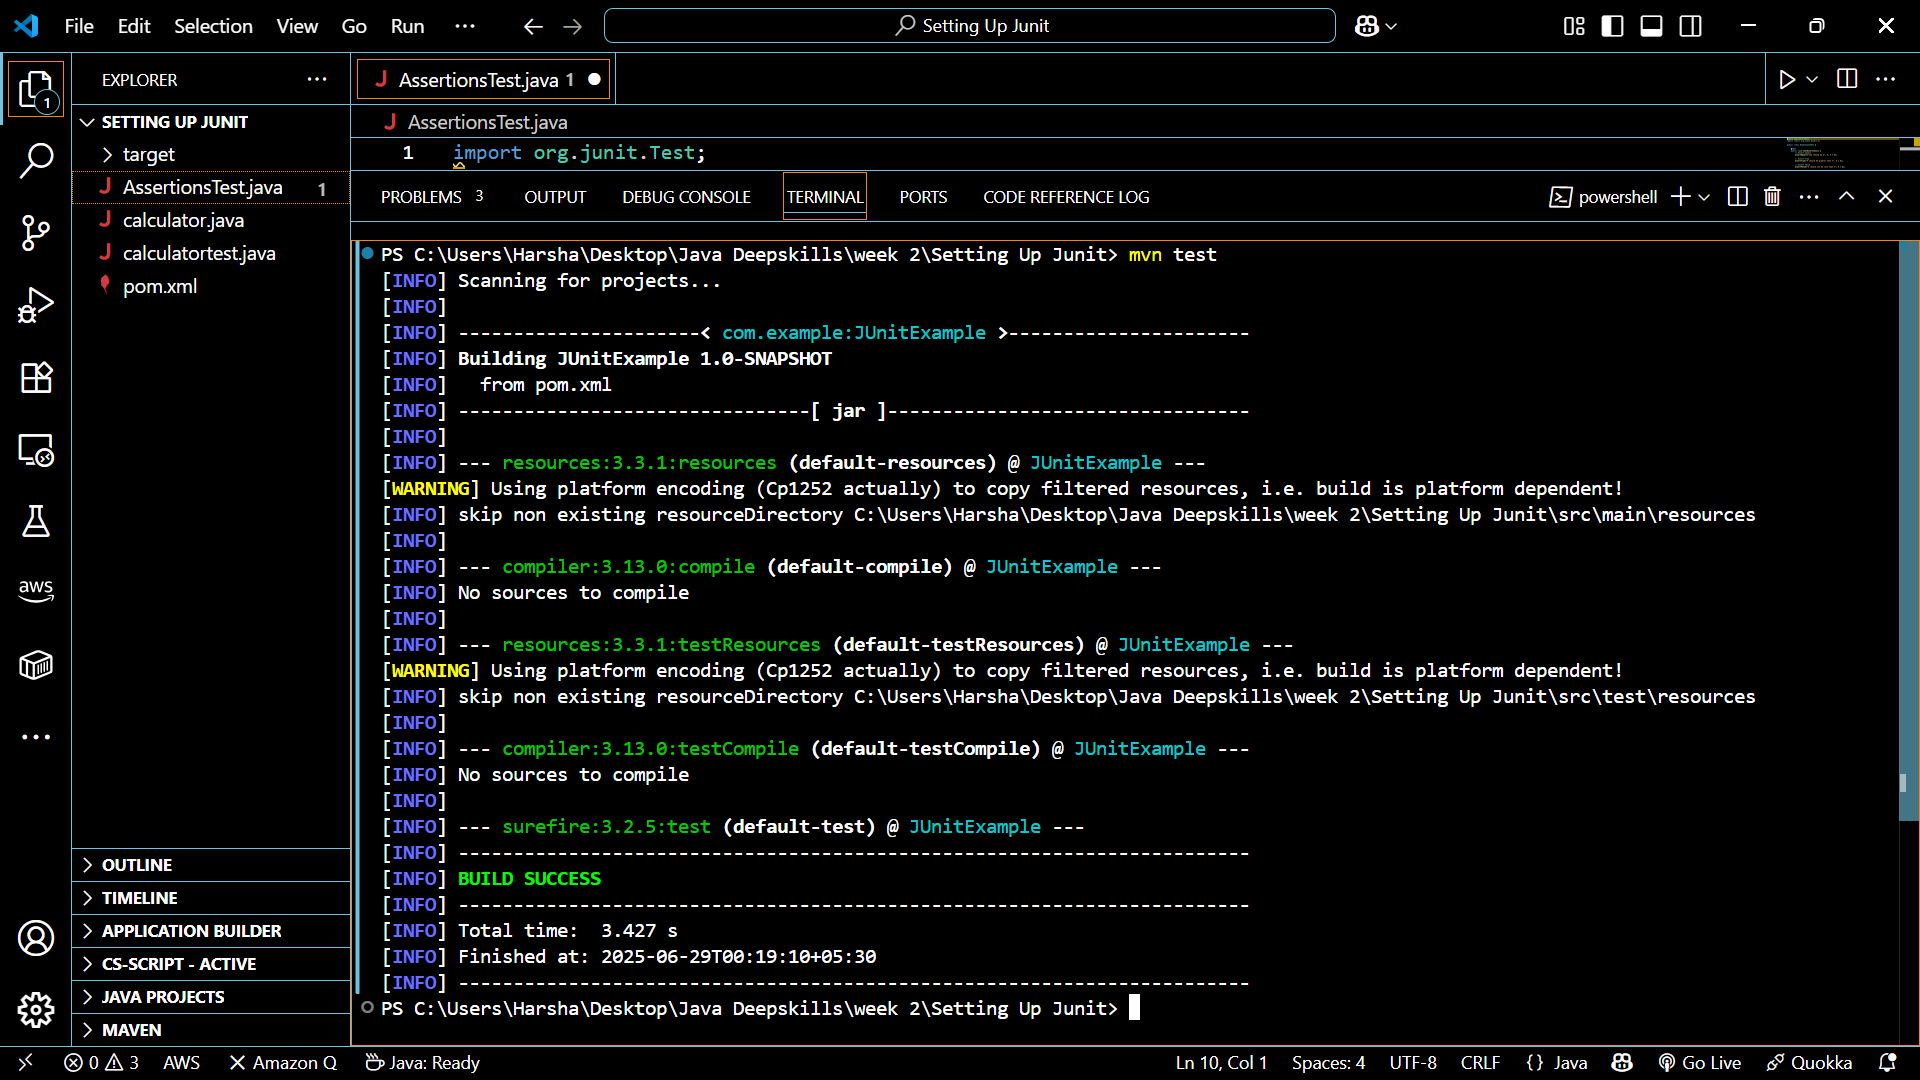 File Edit Selection View Go Run ··· Setting Up Junit
EXPLORER ···
SETTING UP JUNIT
target
AssertionsTest.java 1
calculator.java
calculatortest.java
pom.xml
OUTLINE
TIMELINE
APPLICATION BUILDER
CS-SCRIPT - ACTIVE
JAVA PROJECTS
MAVEN
1
aws
AssertionsTest.java 1
AssertionsTest.java
1 import org.junit.Test;
PROBLEMS 3 OUTPUT DEBUG CONSOLE TERMINAL PORTS CODE REFERENCE LOG powershell
PS C:\Users\Harsha\Desktop\Java Deepskills\week 2\Setting Up Junit> mvn test
[INFO] Scanning for projects...
[INFO]
[INFO] ----------------------< com.example:JUnitExample >----------------------
[INFO] Building JUnitExample 1.0-SNAPSHOT
[INFO]   from pom.xml
[INFO] --------------------------------[ jar ]---------------------------------
[INFO]
[INFO] --- resources:3.3.1:resources (default-resources) @ JUnitExample ---
[WARNING] Using platform encoding (Cp1252 actually) to copy filtered resources, i.e. build is platform dependent!
[INFO] skip non existing resourceDirectory C:\Users\Harsha\Desktop\Java Deepskills\week 2\Setting Up Junit\src\main\resources
[INFO]
[INFO] --- compiler:3.13.0:compile (default-compile) @ JUnitExample ---
[INFO] No sources to compile
[INFO]
[INFO] --- resources:3.3.1:testResources (default-testResources) @ JUnitExample ---
[WARNING] Using platform encoding (Cp1252 actually) to copy filtered resources, i.e. build is platform dependent!
[INFO] skip non existing resourceDirectory C:\Users\Harsha\Desktop\Java Deepskills\week 2\Setting Up Junit\src\test\resources
[INFO]
[INFO] --- compiler:3.13.0:testCompile (default-testCompile) @ JUnitExample ---
[INFO] No sources to compile
[INFO]
[INFO] --- surefire:3.2.5:test (default-test) @ JUnitExample ---
[INFO] ------------------------------------------------------------------------
[INFO] BUILD SUCCESS
[INFO] ------------------------------------------------------------------------
[INFO] Total time:  3.427 s
[INFO] Finished at: 2025-06-29T00:19:10+05:30
[INFO] ------------------------------------------------------------------------
PS C:\Users\Harsha\Desktop\Java Deepskills\week 2\Setting Up Junit>
0 3 AWS Amazon Q Java: Ready Ln 10, Col 1 Spaces: 4 UTF-8 CRLF {} Java Go Live Quokka